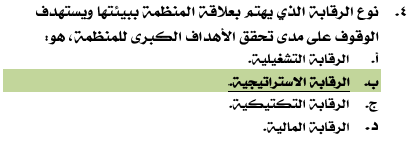 ٤. نوع الرقابة الذي يهتم بعلاقة المنظمة ببيئتها ويستهدف
الوقوف على مدى تحقق الأهداف الكبرى للمنظمة، هو:
أ. الرقابة التشغيلية.
ب. الرقابة الاستراتيجية.
ج. الرقابة التكتيكية.
د. الرقابة المالية.